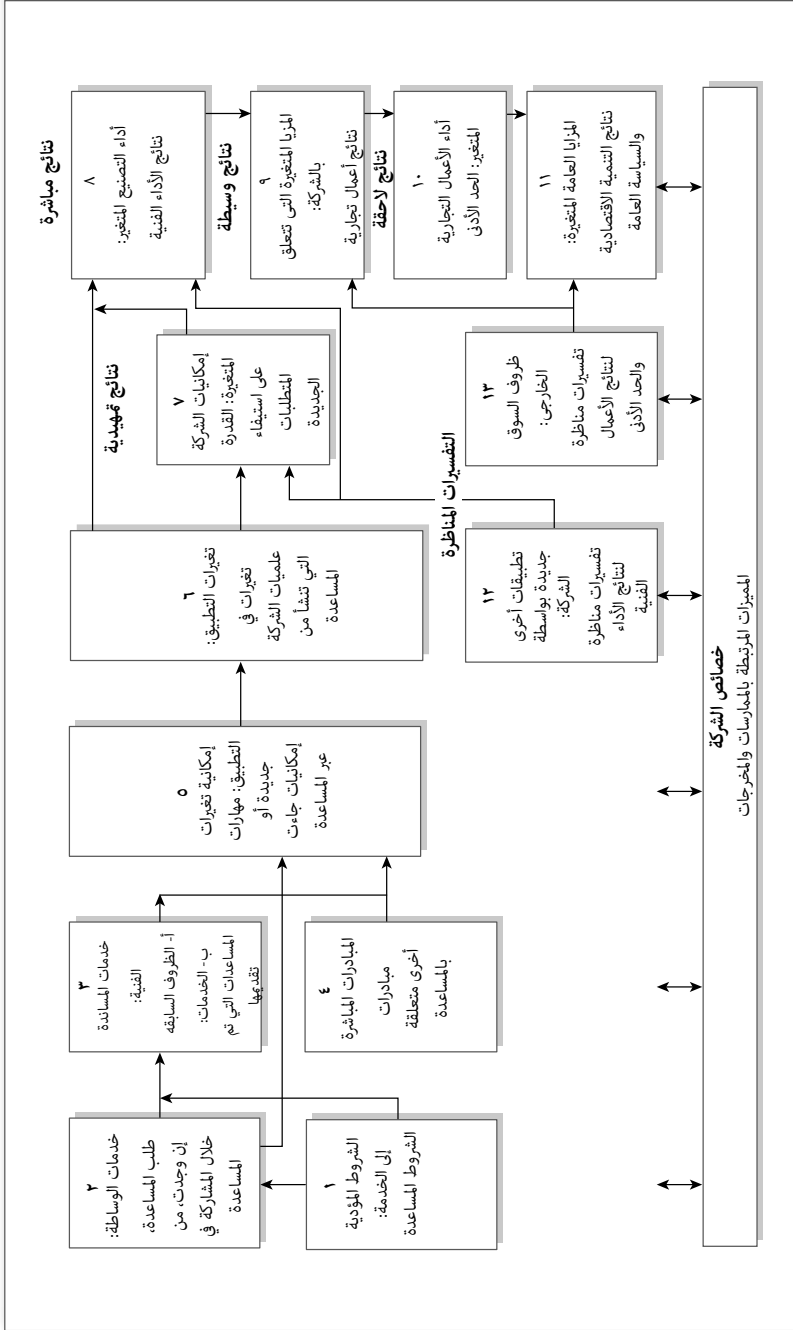 ١
الشروط المؤدية
إلى الخدمة:
الشروط المساعدة
٢
خدمات الوساطة:
إن وجدت، من
طلب المساعدة،
خلال المشاركة في
المساعدة
٣
خدمات المساندة
الفنية:
أ- الظروف السابقه
ب- الخدمات:
المساعدات التي تم
تقديمها
٤
المبادرات المباشرة
مبادرات
أخرى متعلقة
بالمساعدة
٥
إمكانية تغيرات
التطبيق: مهارات
جديدة أو
إمكانيات جاءت
عبر المساعدة
٦
تغيرات التطبيق:
تغيرات في
علميات الشركة
التي تنشأ من
المساعدة
نتائج تمهيدية
٧
إمكانيات الشركة
المتغيرة: القدرة
على استيفاء
المتطلبات
الجديدة
نتائج مباشرة
٨
أداء التصنيع المتغير:
نتائج الأداء الفنية
نتائج وسيطة
٩
المزيا المتغيرة التى تتعلق
بالشركة:
نتائج أعمال تجارية
نتائج لاحقة
١٠
أداء الأعمال التجارية
المتغير: الحد الأدنى
١١
المزايا العامة المتغيرة:
نتائج التنمية الاقتصادية
والسياسة العامة
التفسيرات المناظرة
١٢
تطبيقات أخرى
جديدة بواسطة
الشركة:
تفسيرات مناظرة
لنتائج الأداء
الفنية
١٣
ظروف السوق
الخارجى:
تفسيرات مناظرة
لنتائج الأعمال
والحد الأدنى
خصائص الشركة
المميزات المرتبطة بالممارسات والمخرجات